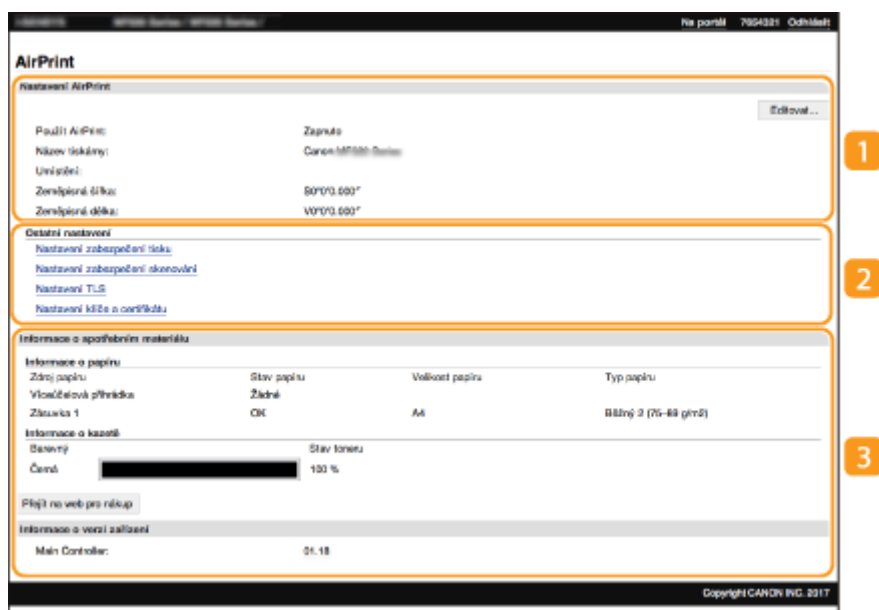 Na portál 7654321 Odhlásit
AirPrint
Nastavení AirPrint
Editovat...
Použít AirPrint: Zapnuto
Název tiskárny: Canon
Umístění:
Zeměpisná šířka: S0°0'0.000"
Zeměpisná délka: V0°0'0.000"
1
Ostatní nastavení
Nastavení zabezpečení tisku
Nastavení zabezpečení skenování
Nastavení TLS
Nastavení klíče a certifikátu
2
Informace o spotřebním materiálu
Informace o papíru
Zdroj papíru Stav papíru Velikost papíru Typ papíru
Víceúčelová přihrádka Žádné
Zásuvka 1 OK A4 Běžný 2 (75–89 g/m2)
Informace o kazetě
Barevný Stav toneru
Černá 100 %
3
Přejít na web pro nákup
Informace o verzi zařízení
Main Controller: 01.18
Copyright CANON INC. 2017